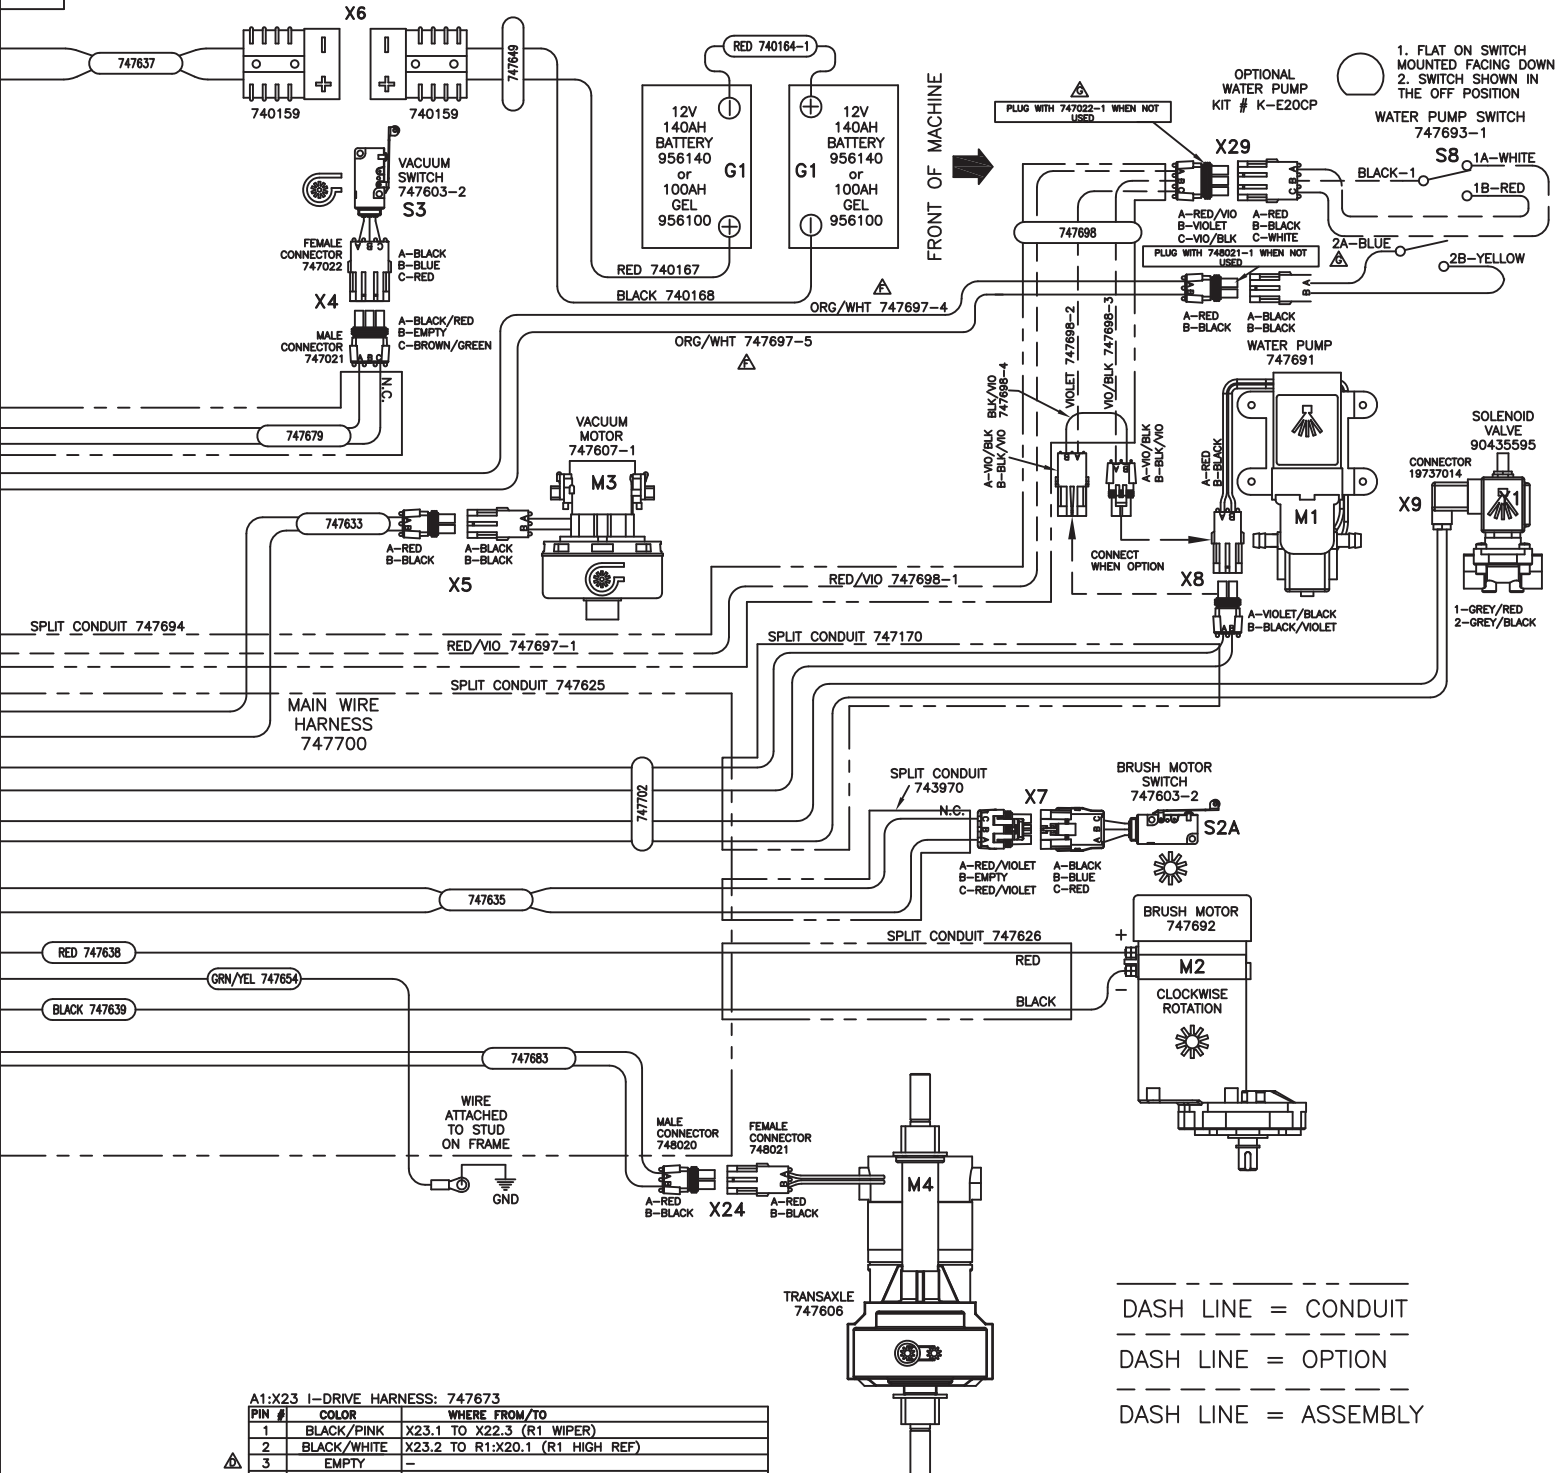 X6
747637
740159
740159
747649
RED 740164-1
12V
140AH
BATTERY
956140
or
100AH
GEL
956100
G1
G1
12V
140AH
BATTERY
956140
or
100AH
GEL
956100
FRONT OF MACHINE
OPTIONAL
WATER PUMP
KIT # K-E20CP
1. FLAT ON SWITCH
MOUNTED FACING DOWN
2. SWITCH SHOWN IN
THE OFF POSITION
WATER PUMP SWITCH
747693-1
S8
G
PLUG WITH 747022-1 WHEN NOT
USED
X29
BLACK-1
1A-WHITE
1B-RED
A B C
A B C
A-RED/VIO
B-VIOLET
C-VIO/BLK
A-RED
B-BLACK
C-WHITE
747698
PLUG WITH 748021-1 WHEN NOT
USED
G
2A-BLUE
2B-YELLOW
A B
A B
A-RED
B-BLACK
A-BLACK
B-BLACK
VACUUM
SWITCH
747603-2
S3
FEMALE
CONNECTOR
747022
A B C
A-BLACK
B-BLUE
C-RED
X4
MALE
CONNECTOR
747021
A B C
A-BLACK/RED
B-EMPTY
C-BROWN/GREEN
N.C.
747679
RED 740167
BLACK 740168
F
ORG/WHT 747697-4
ORG/WHT 747697-5
F
VIOLET 747698-2
VIO/BLK 747698-3
BLK/VIO
747698-4
A-VIO/BLK
B-BLK/VIO
B A
B A
A-VIO/BLK
B-BLK/VIO
CONNECT
WHEN OPTION
WATER PUMP
747691
A-RED
B-BLACK
M1
B A
X8
A B
A-VIOLET/BLACK
B-BLACK/VIOLET
SOLENOID
VALVE
90435595
CONNECTOR
19737014
X9
Y1
1-GREY/RED
2-GREY/BLACK
VACUUM
MOTOR
747607-1
M3
747633
A B
A B
A-RED
B-BLACK
A-BLACK
B-BLACK
X5
SPLIT CONDUIT 747694
RED/VIO 747697-1
RED/VIO 747698-1
SPLIT CONDUIT 747170
SPLIT CONDUIT 747625
MAIN WIRE
HARNESS
747700
747702
SPLIT CONDUIT
743970
N.C.
X7
C B A
A B C
A-RED/VIOLET
B-EMPTY
C-RED/VIOLET
A-BLACK
B-BLUE
C-RED
BRUSH MOTOR
SWITCH
747603-2
S2A
747635
SPLIT CONDUIT 747626
RED
BLACK
BRUSH MOTOR
747692
+
M2
-
CLOCKWISE
ROTATION
RED 747638
GRN/YEL 747654
BLACK 747639
747683
WIRE
ATTACHED
TO STUD
ON FRAME
GND
MALE
CONNECTOR
748020
FEMALE
CONNECTOR
748021
A B
A B
A-RED
B-BLACK
X24
A-RED
B-BLACK
M4
TRANSAXLE
747606
DASH LINE = CONDUIT
DASH LINE = OPTION
DASH LINE = ASSEMBLY
A1:X23 I-DRIVE HARNESS: 747673
PIN # COLOR WHERE FROM/TO
1 BLACK/PINK X23.1 TO X22.3 (R1 WIPER)
2 BLACK/WHITE X23.2 TO R1:X20.1 (R1 HIGH REF)
D 3 EMPTY -